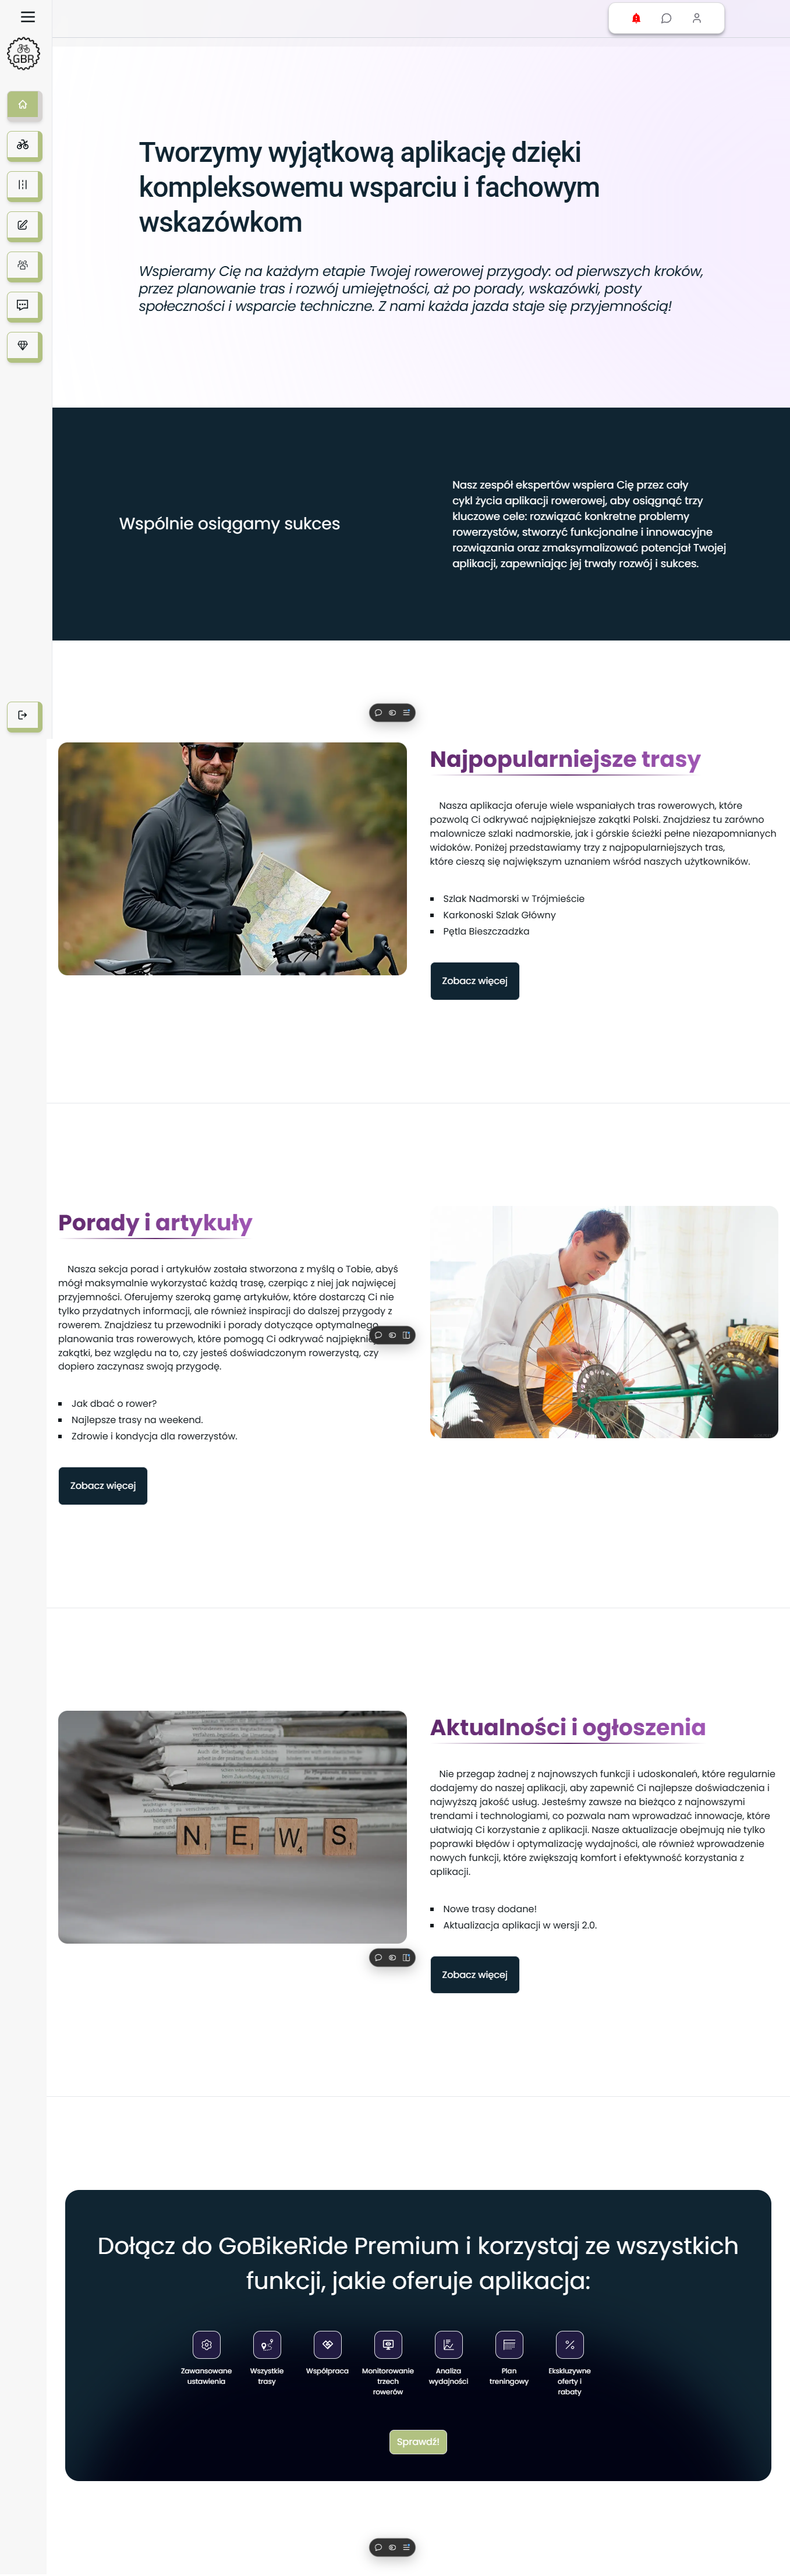 GBR
Tworzymy wyjątkową aplikację dzięki
kompleksowemu wsparciu i fachowym
wskazówkom
Wspieramy Cię na każdym etapie Twojej rowerowej przygody: od pierwszych kroków,
przez planowanie tras i rozwój umiejętności, aż po porady, wskazówki, posty
społeczności i wsparcie techniczne. Z nami każda jazda staje się przyjemnością!
Wspólnie osiągamy sukces
Nasz zespół ekspertów wspiera Cię przez cały
cykl życia aplikacji rowerowej, aby osiągnąć trzy
kluczowe cele: rozwiązać konkretne problemy
rowerzystów, stworzyć funkcjonalne i innowacyjne
rozwiązania oraz zmaksymalizować potencjał Twojej
aplikacji, zapewniając jej trwały rozwój i sukces.
Najpopularniejsze trasy
Nasza aplikacja oferuje wiele wspaniałych tras rowerowych, które
pozwolą Ci odkrywać najpiękniejsze zakątki Polski. Znajdziesz tu zarówno
malownicze szlaki nadmorskie, jak i górskie ścieżki pełne niezapomnianych
widoków. Poniżej przedstawiamy trzy z najpopularniejszych tras,
które cieszą się największym uznaniem wśród naszych użytkowników.
Szlak Nadmorski w Trójmieście
Karkonoski Szlak Główny
Pętla Bieszczadzka
Zobacz więcej
Porady i artykuły
Nasza sekcja porad i artykułów została stworzona z myślą o Tobie, abyś
mógł maksymalnie wykorzystać każdą trasę, czerpiąc z niej jak najwięcej
przyjemności. Oferujemy szeroką gamę artykułów, które dostarczą Ci nie
tylko przydatnych informacji, ale również inspiracji do dalszej przygody z
rowerem. Znajdziesz tu przewodniki i porady dotyczące optymalnego
planowania tras rowerowych, które pomogą Ci odkrywać
zakątki, bez względu na to, czy jesteś doświadczonym rowerzystą, czy
dopiero zaczynasz swoją przygodę.
Jak dbać o rower?
Najlepsze trasy na weekend.
Zdrowie i kondycja dla rowerzystów.
Zobacz więcej
NEWS
Aktualności i ogłoszenia
Nie przegap żadnej z najnowszych funkcji i udoskonaleń, które regularnie
dodajemy do naszej aplikacji, aby zapewnić Ci najlepsze doświadczenia i
najwyższą jakość usług. Jesteśmy zawsze na bieżąco z najnowszymi
trendami i technologiami, co pozwala nam wprowadzać innowacje, które
ułatwiają Ci korzystanie z aplikacji. Nasze aktualizacje obejmują nie tylko
poprawki błędów i optymalizację wydajności, ale również wprowadzenie
nowych funkcji, które zwiększają komfort i efektywność korzystania z
aplikacji.
Nowe trasy dodane!
Aktualizacja aplikacji w wersji 2.0.
Zobacz więcej
Dołącz do GoBikeRide Premium i korzystaj ze wszystkich
funkcji, jakie oferuje aplikacja:
Zawansowane
ustawienia
Wszystkie
trasy
Współpraca
Monitorowanie
trzech
rowerów
Analiza
wydajności
Plan
treningowy
Ekskluzywne
oferty i
rabaty
Sprawdź!